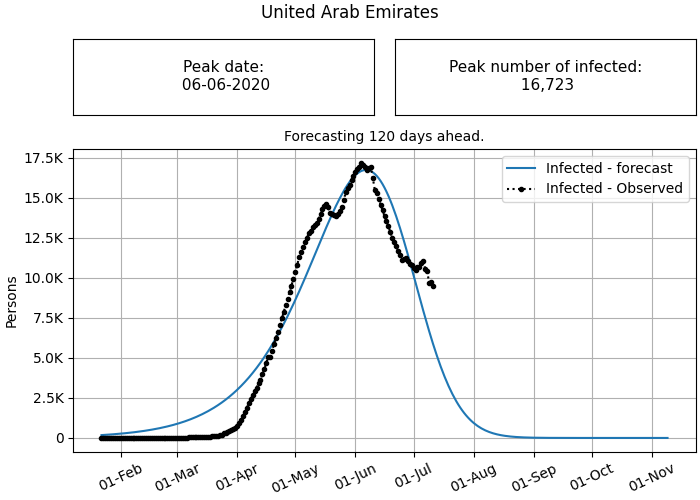 United Arab Emirates
Peak date:
06-06-2020
Peak number of infected:
16,723
Forecasting 120 days ahead.
17.5K
15.0K
12.5K
10.0K
7.5K
5.0K
2.5K
0
Persons
Infected - forecast
Infected - Observed
01-Feb
01-Mar
01-Apr
01-May
01-Jun
01-Jul
01-Aug
01-Sep
01-Oct
01-Nov